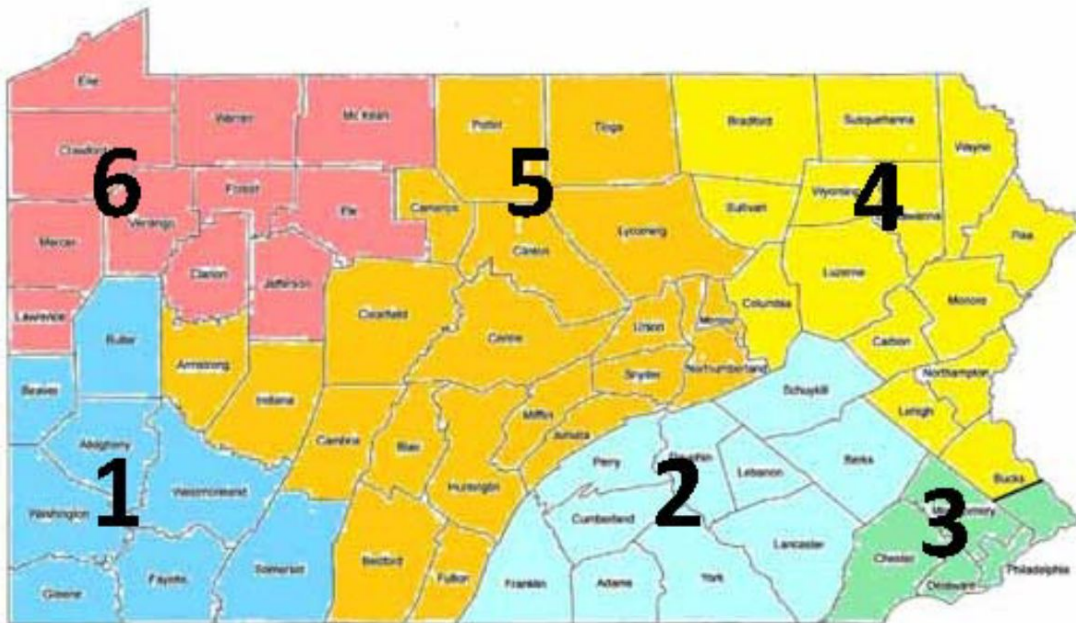 Erie
Warren
Mc Kean
Potter
Tioga
Bradford
Susquehanna
Wayne
Crawford
6
5
4
Forest
Elk
Cameron
Wyoming
Sullivan
Mercer
Venango
Lycoming
Pike
Clarion
Clinton
Jefferson
Luzerne
Columbia
Monroe
Lawrence
Clearfield
Union
Butler
Centre
Carbon
Armstrong
Snyder
Northumberland
Northampton
Beaver
Schuylkill
Indiana
Lehigh
Mifflin
Cambria
Blair
Juniata
Allegheny
Perry
Dauphin
Lebanon
Berks
1
2
Bucks
Westmoreland
Huntingdon
Washington
Cumberland
Montgomery
3
Lancaster
Chester
Bedford
Philadelphia
Somerset
Fayette
Fulton
Franklin
Adams
York
Delaware
Greene